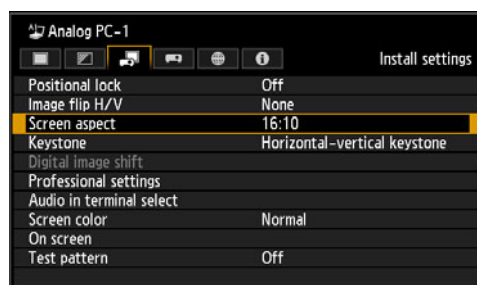 Analog PC-1
Install settings
Positional lock Off
Image flip H/V None
Screen aspect 16:10
Keystone Horizontal-vertical keystone
Digital image shift
Professional settings
Audio in terminal select
Screen color Normal
On screen
Test pattern Off